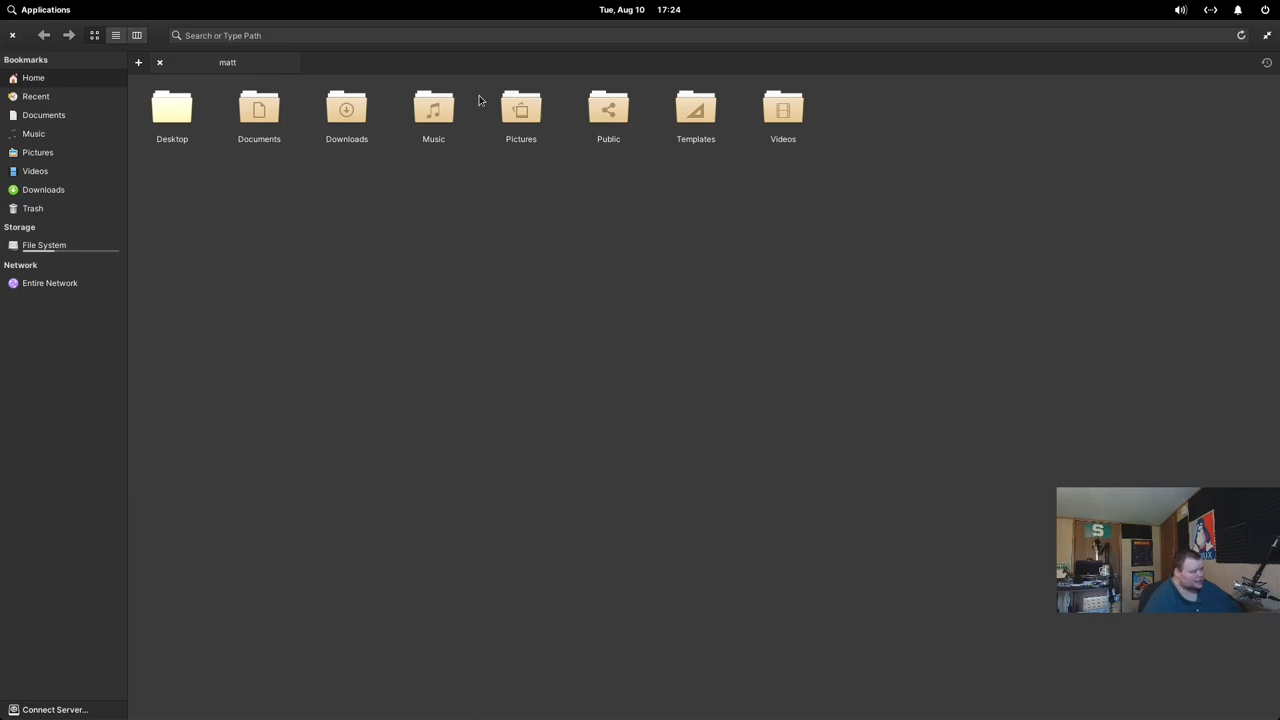 Applications
Tue, Aug 10 17:24
Search or Type Path
Bookmarks
matt
Home
Recent
Documents
Music
Pictures
Videos
Downloads
Trash
Storage
File System
Network
Entire Network
Connect Server...
Desktop
Documents
Downloads
Music
Pictures
Public
Templates
Videos
S